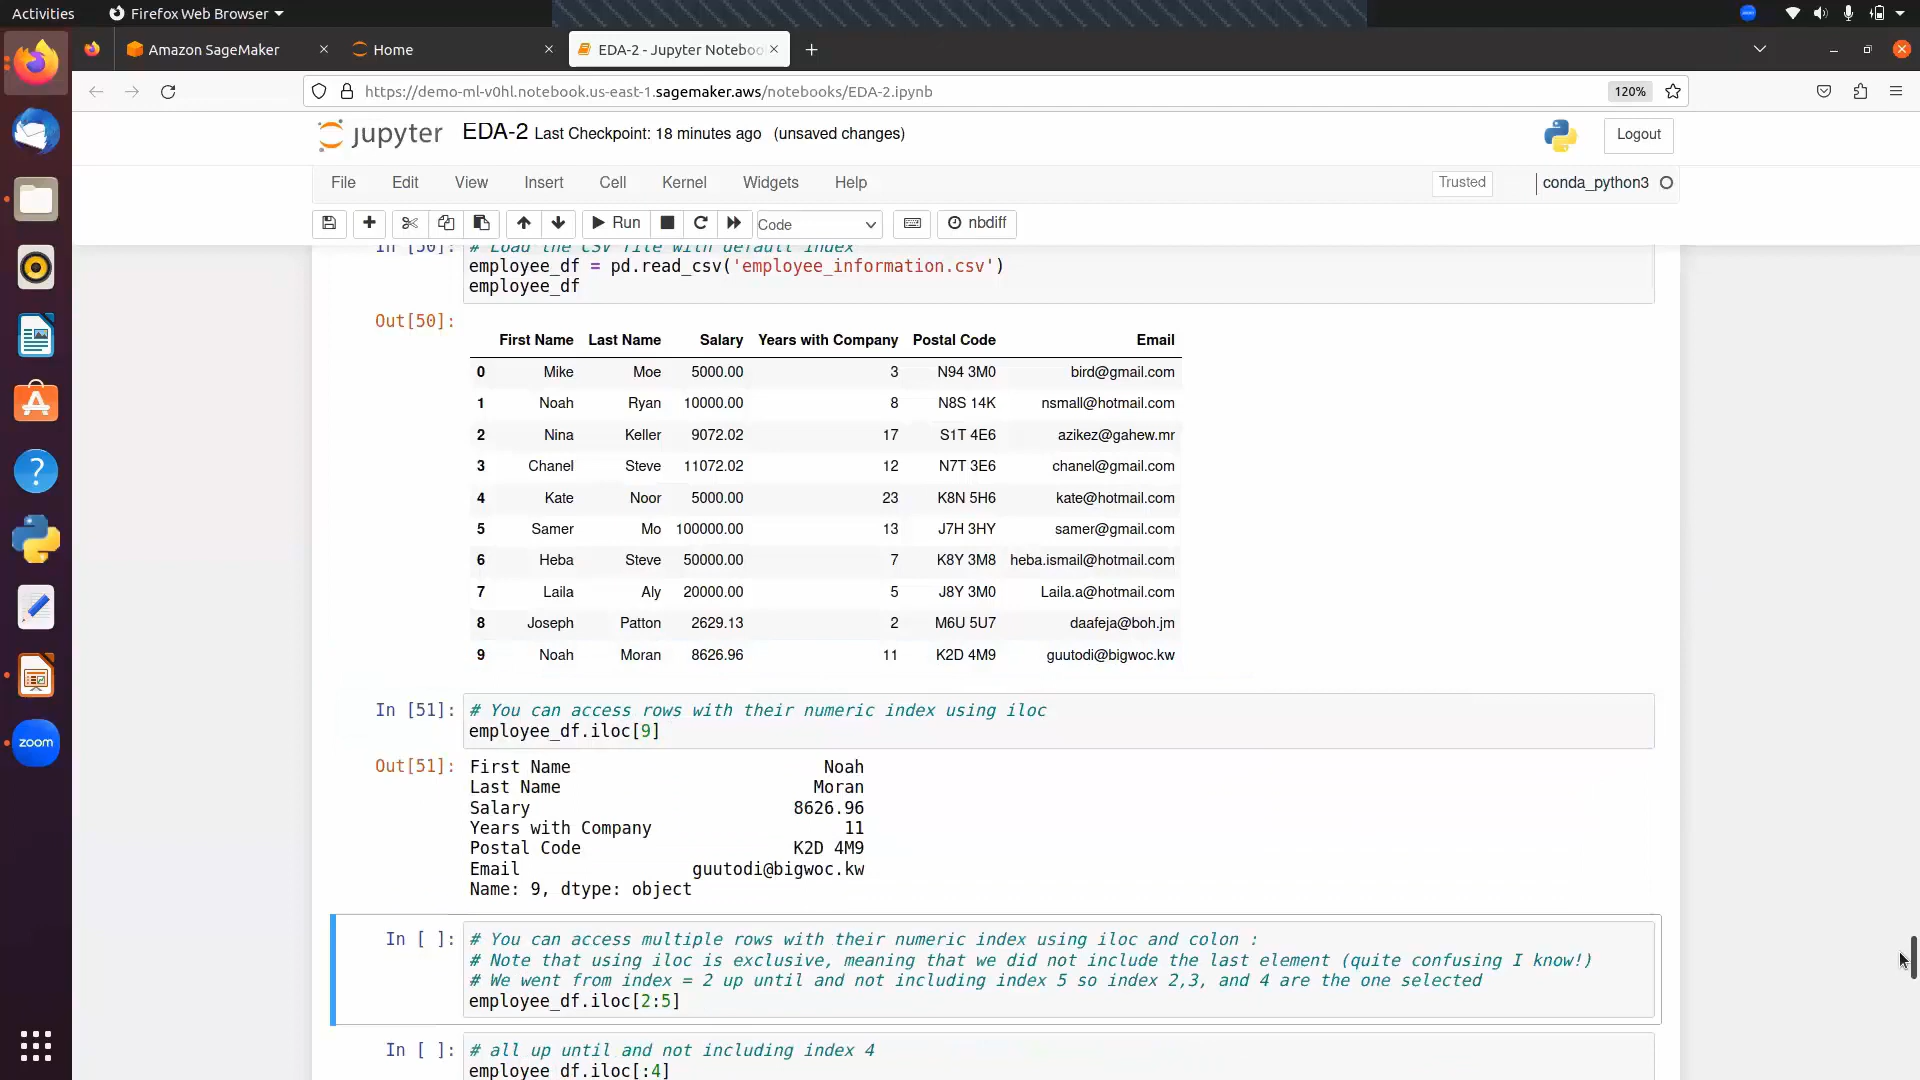 Activities
Firefox Web Browser
Amazon SageMaker
Home
EDA-2 - Jupyter Noteboo
https://demo-ml-v0hl.notebook.us-east-1.sagemaker.aws/notebooks/EDA-2.ipynb
120%
jupyter
EDA-2 Last Checkpoint: 18 minutes ago (unsaved changes)
Logout
File Edit View Insert Cell Kernel Widgets Help
Trusted
conda_python3
Run
Code
nbdiff
In [50]: # Load the CSV file with default index
employee_df = pd.read_csv('employee_information.csv')
employee_df
Out[50]:
First Name Last Name Salary Years with Company Postal Code Email
0 Mike Moe 5000.00 3 N94 3M0 bird@gmail.com
1 Noah Ryan 10000.00 8 N8S 14K nsmall@hotmail.com
2 Nina Keller 9072.02 17 S1T 4E6 azikez@gahew.mr
3 Chanel Steve 11072.02 12 N7T 3E6 chanel@gmail.com
4 Kate Noor 5000.00 23 K8N 5H6 kate@hotmail.com
5 Samer Mo 100000.00 13 J7H 3HY samer@gmail.com
6 Heba Steve 50000.00 7 K8Y 3M8 heba.ismail@hotmail.com
7 Laila Aly 20000.00 5 J8Y 3M0 Laila.a@hotmail.com
8 Joseph Patton 2629.13 2 M6U 5U7 daafeja@boh.jm
9 Noah Moran 8626.96 11 K2D 4M9 guutodi@bigwoc.kw
In [51]: # You can access rows with their numeric index using iloc
employee_df.iloc[9]
Out[51]: First Name Noah
Last Name Moran
Salary 8626.96
Years with Company 11
Postal Code K2D 4M9
Email guutodi@bigwoc.kw
Name: 9, dtype: object
In [ ]: # You can access multiple rows with their numeric index using iloc and colon :
# Note that using iloc is exclusive, meaning that we did not include the last element (quite confusing I know!)
# We went from index = 2 up until and not including index 5 so index 2,3, and 4 are the one selected
employee_df.iloc[2:5]
In [ ]: # all up until and not including index 4
employee_df.iloc[:4]
zoom